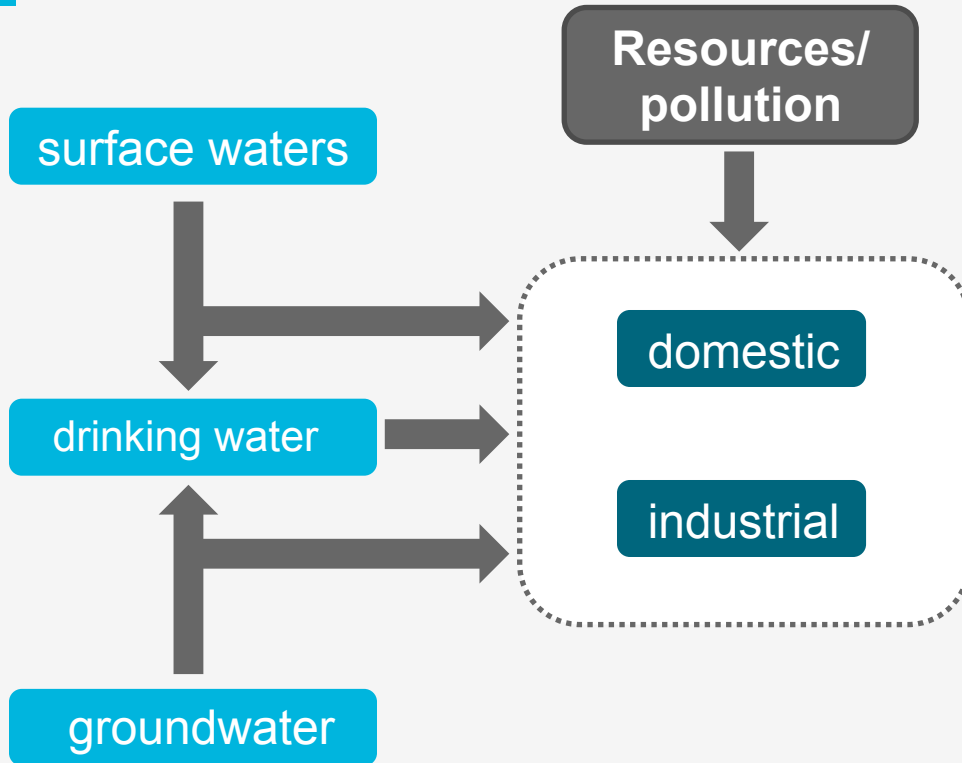 Resources/
pollution
surface waters
domestic
drinking water
industrial
groundwater